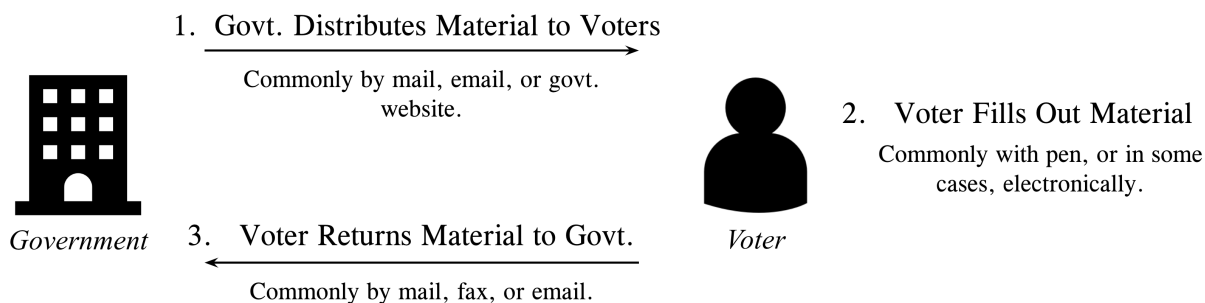 1. Govt. Distributes Material to Voters
Commonly by mail, email, or govt.
website.
2. Voter Fills Out Material
Commonly with pen, or in some
cases, electronically.
Government
3. Voter Returns Material to Govt.
Voter
Commonly by mail, fax, or email.